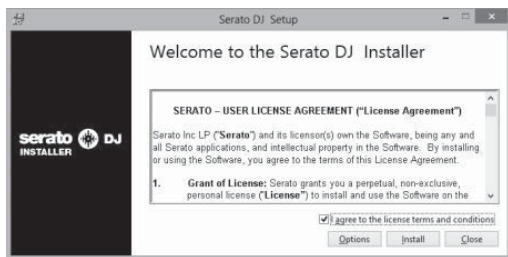 Serato DJ Setup
Welcome to the Serato DJ Installer
serato DJ
INSTALLER
SERATO – USER LICENSE AGREEMENT ("License Agreement")
Serato Inc LP ("Serato") and its licensor(s) own the Software, being any and
all Serato applications, and intellectual property in the Software. By installing
or using the Software, you agree to the terms of this License Agreement.
1. Grant of License: Serato grants you a perpetual, non-exclusive,
personal license ("License") to install and use the Software on the
I agree to the license terms and conditions
Options Install Close